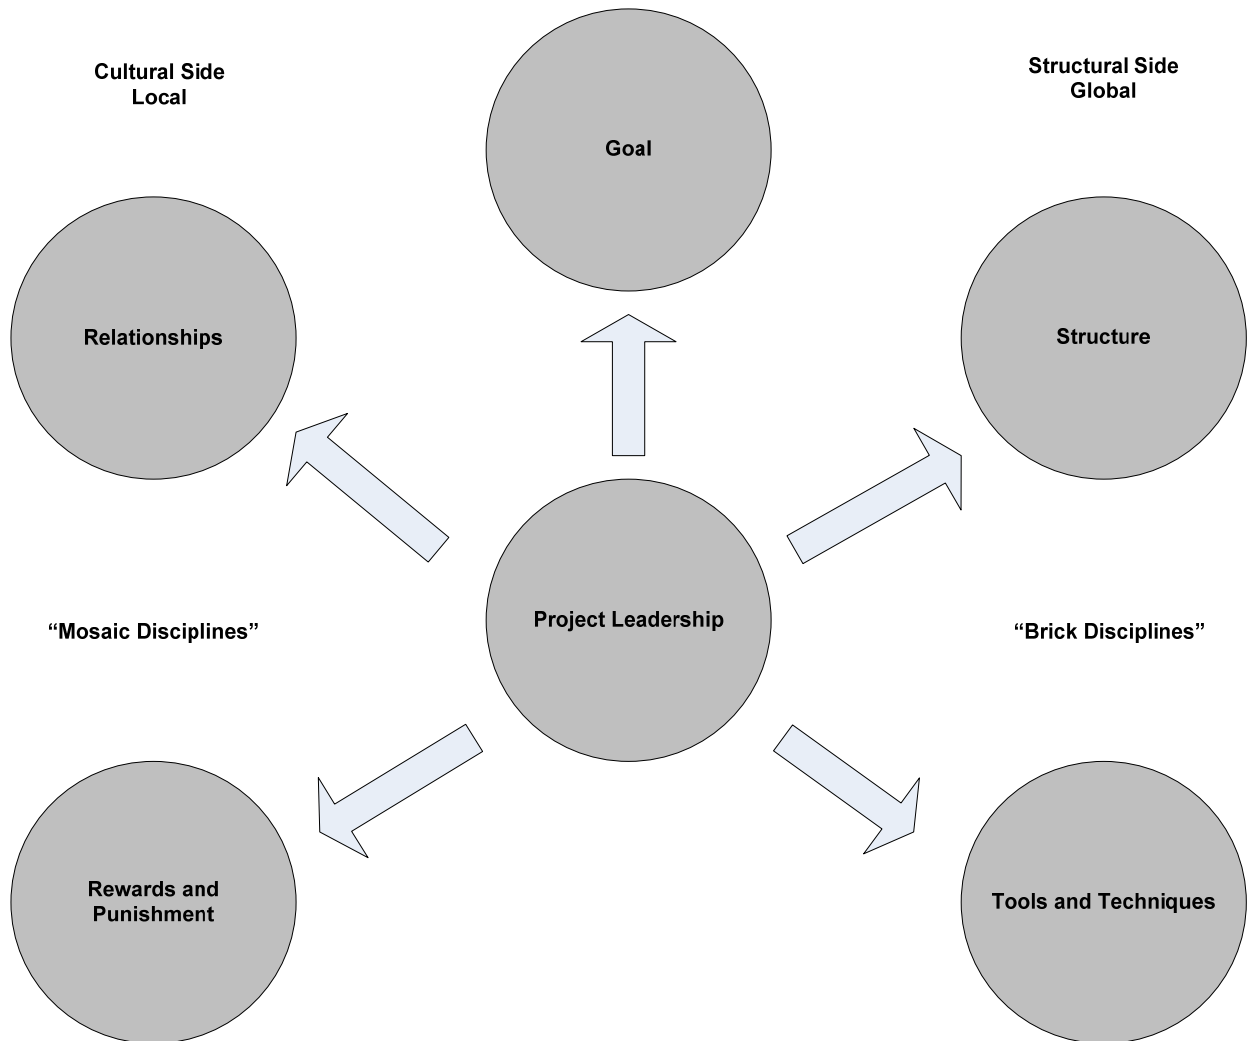 Cultural Side
Local
Structural Side
Global
Goal
Relationships
Structure
Project Leadership
“Mosaic Disciplines”
“Brick Disciplines”
Rewards and
Punishment
Tools and Techniques